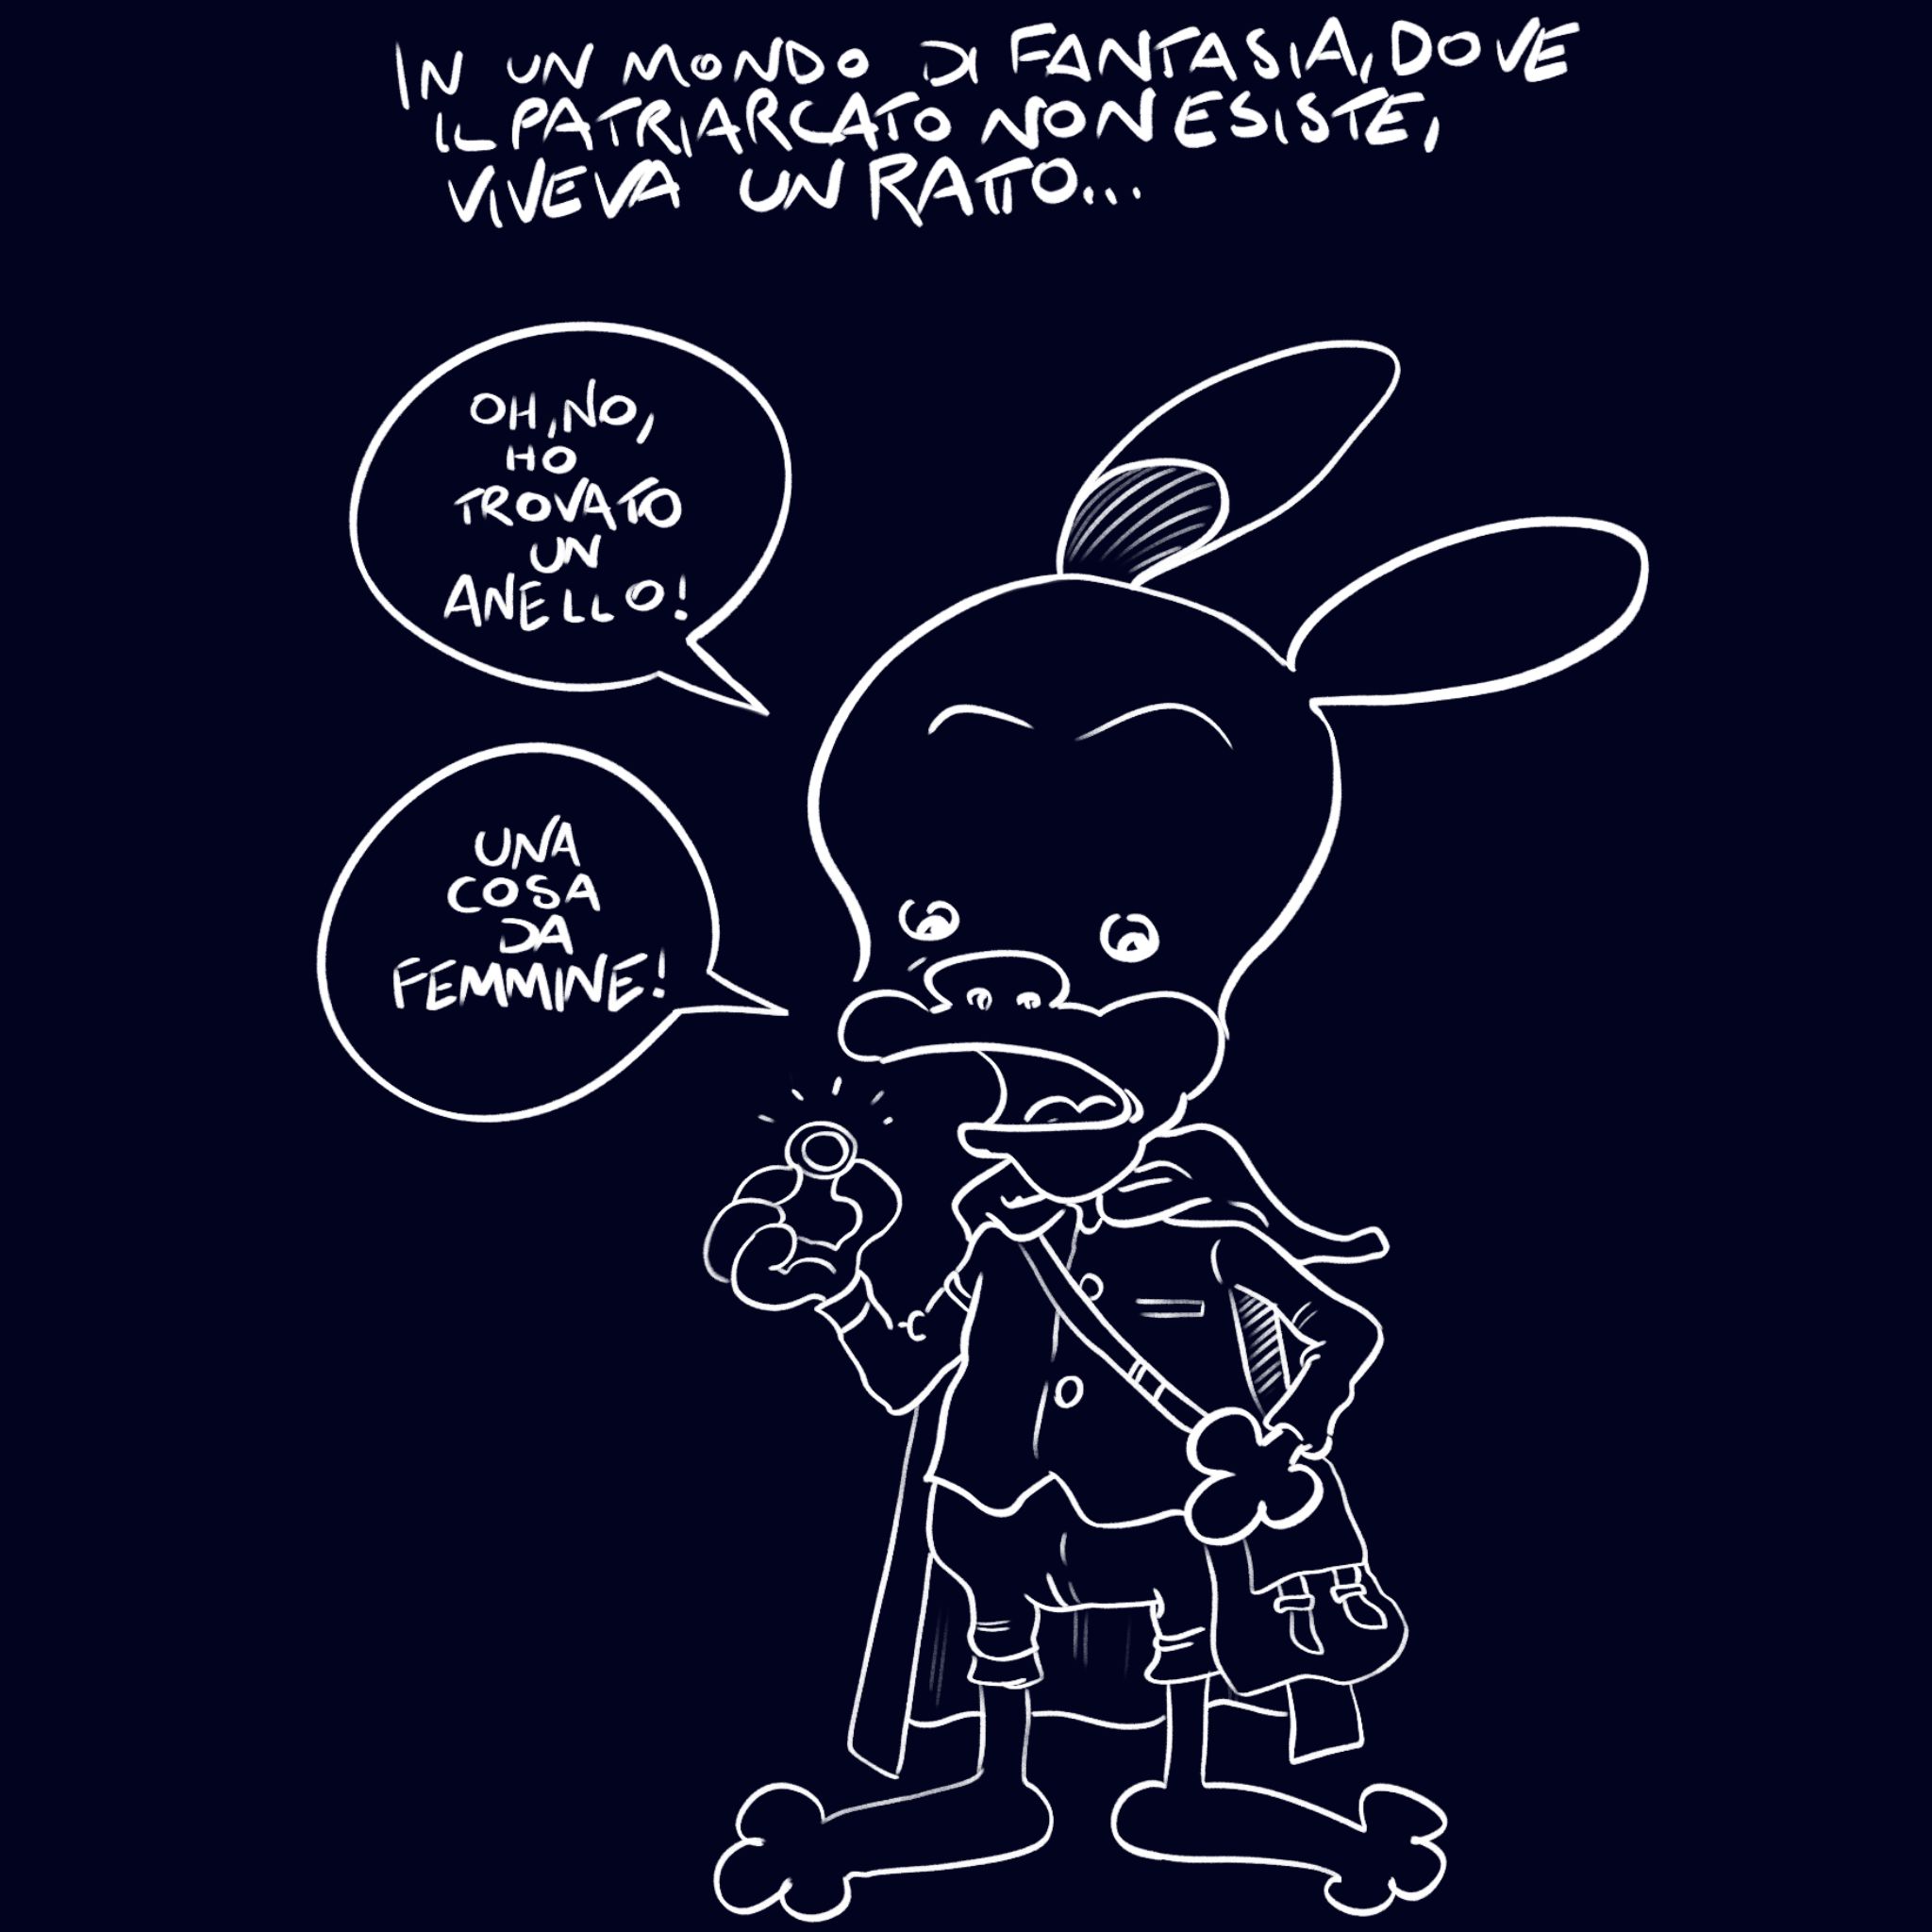 IN UN MONDO DI FANTASIA, DOVE
IL PATRIARCATO NON ESISTE,
VIVEVA UN RATTO...
OH, NO,
HO
TROVATO
UN
ANELLO!
UNA
COSA
DA
FEMMINE!